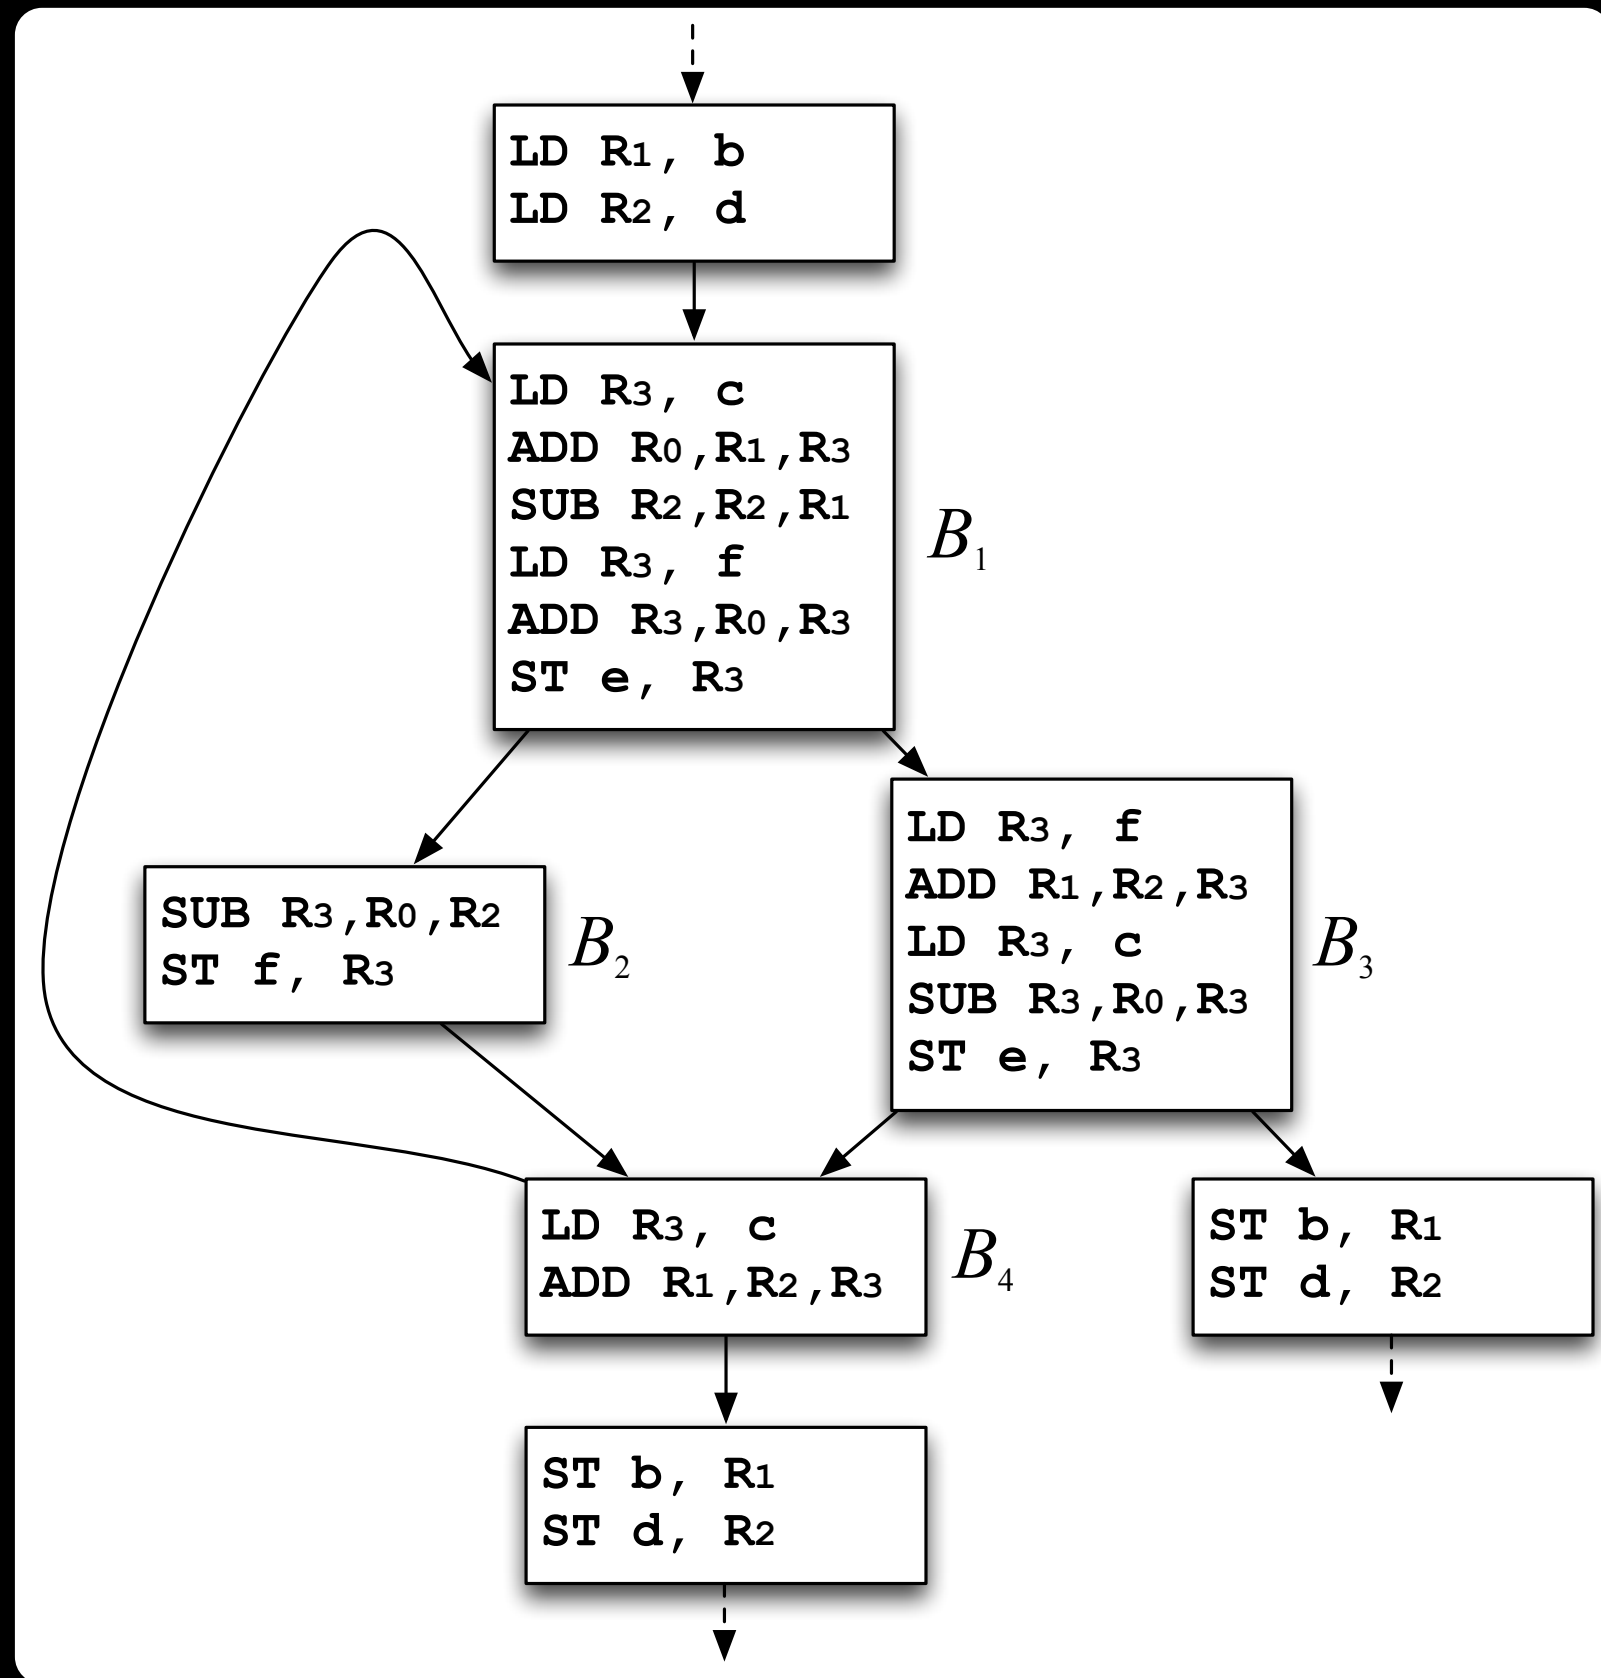 LD R1, b
LD R2, d
LD R3, c
ADD R0,R1,R3
SUB R2,R2,R1
LD R3, f
ADD R3,R0,R3
ST e, R3
B1
SUB R3,R0,R2
ST f, R3
B2
LD R3, f
ADD R1,R2,R3
LD R3, c
SUB R3,R0,R3
ST e, R3
B3
LD R3, c
ADD R1,R2,R3
B4
ST b, R1
ST d, R2
ST b, R1
ST d, R2